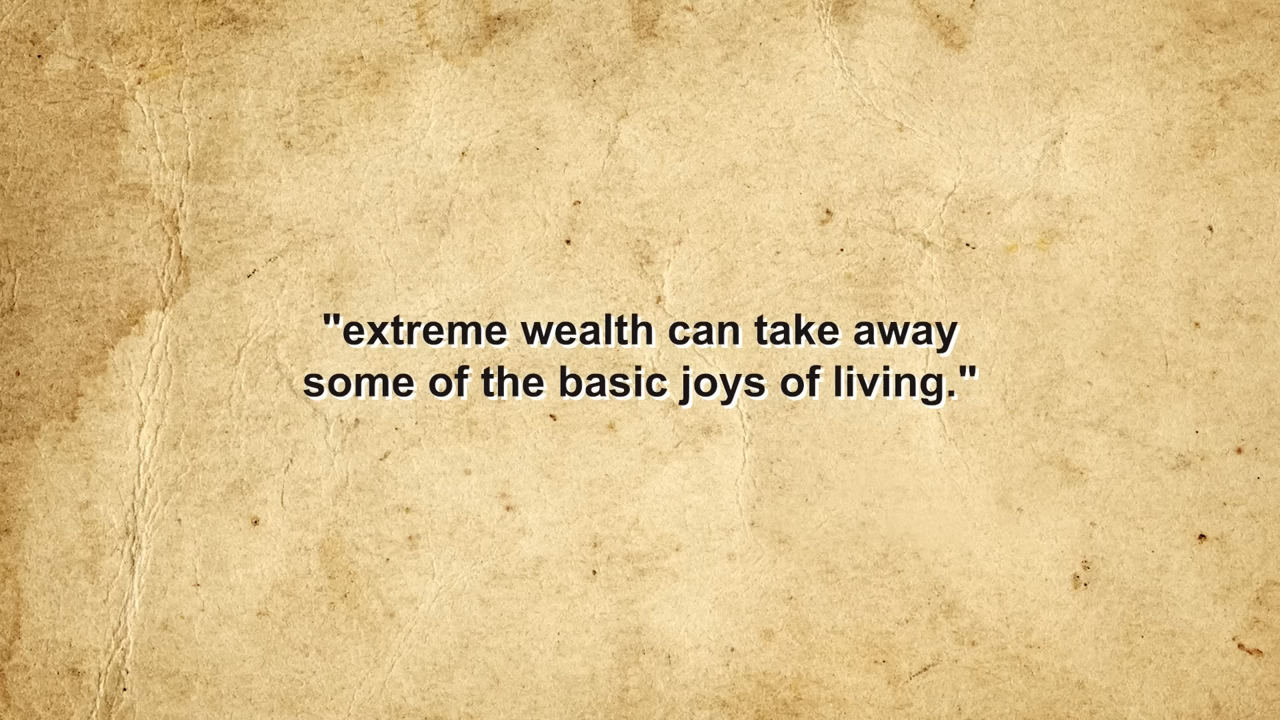 "extreme wealth can take away
some of the basic joys of living."